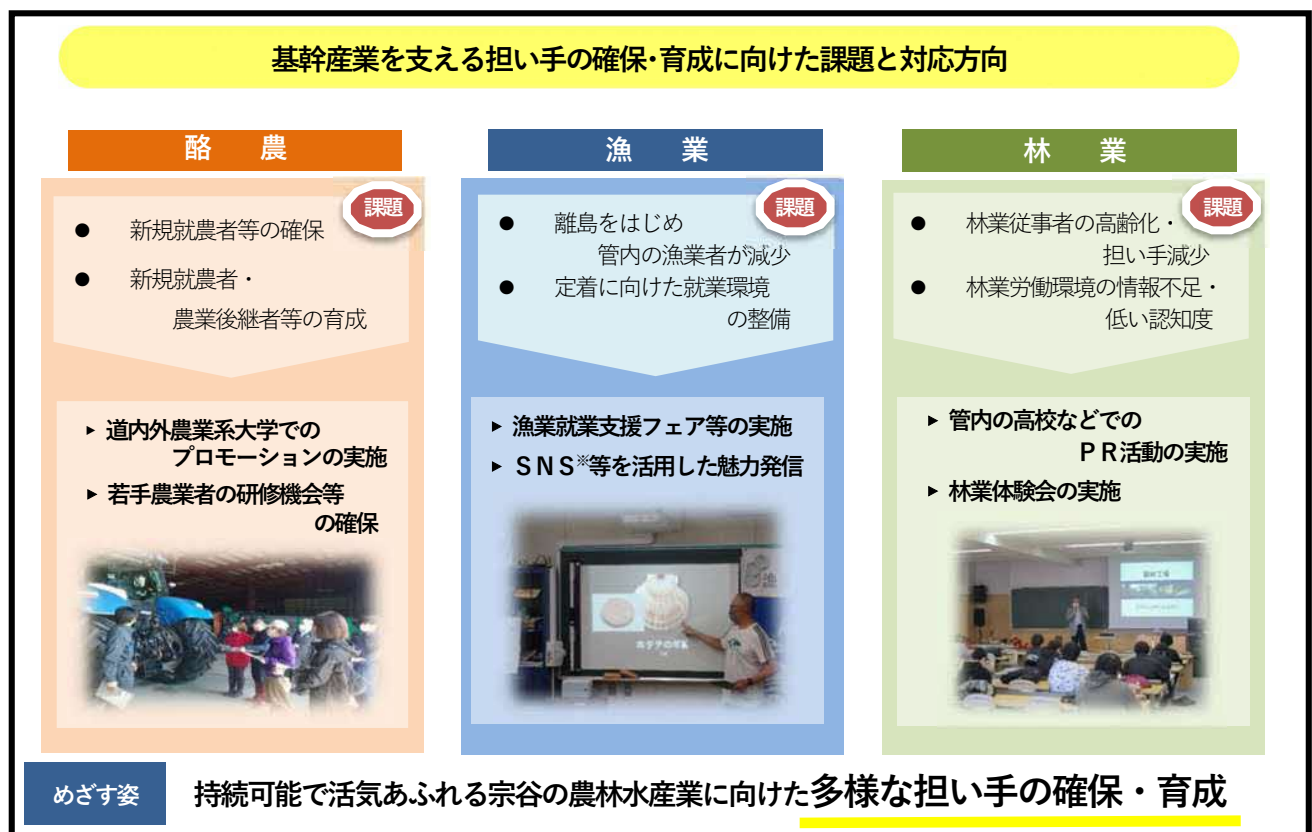 基幹産業を支える担い手の確保・育成に向けた課題と対応方向
酪　農
課題
● 新規就農者等の確保
● 新規就農者・
農業後継者等の育成
▶ 道内外農業系大学での
プロモーションの実施
▶ 若手農業者の研修機会等
の確保
漁　業
課題
● 離島をはじめ
管内の漁業者が減少
● 定着に向けた就業環境
の整備
▶ 漁業就業支援フェア等の実施
▶ ＳＮＳ※等を活用した魅力発信
林　業
課題
● 林業従事者の高齢化・
担い手減少
● 林業労働環境の情報不足・
低い認知度
▶ 管内の高校などでの
ＰＲ活動の実施
▶ 林業体験会の実施
めざす姿
持続可能で活気あふれる宗谷の農林水産業に向けた多様な担い手の確保・育成